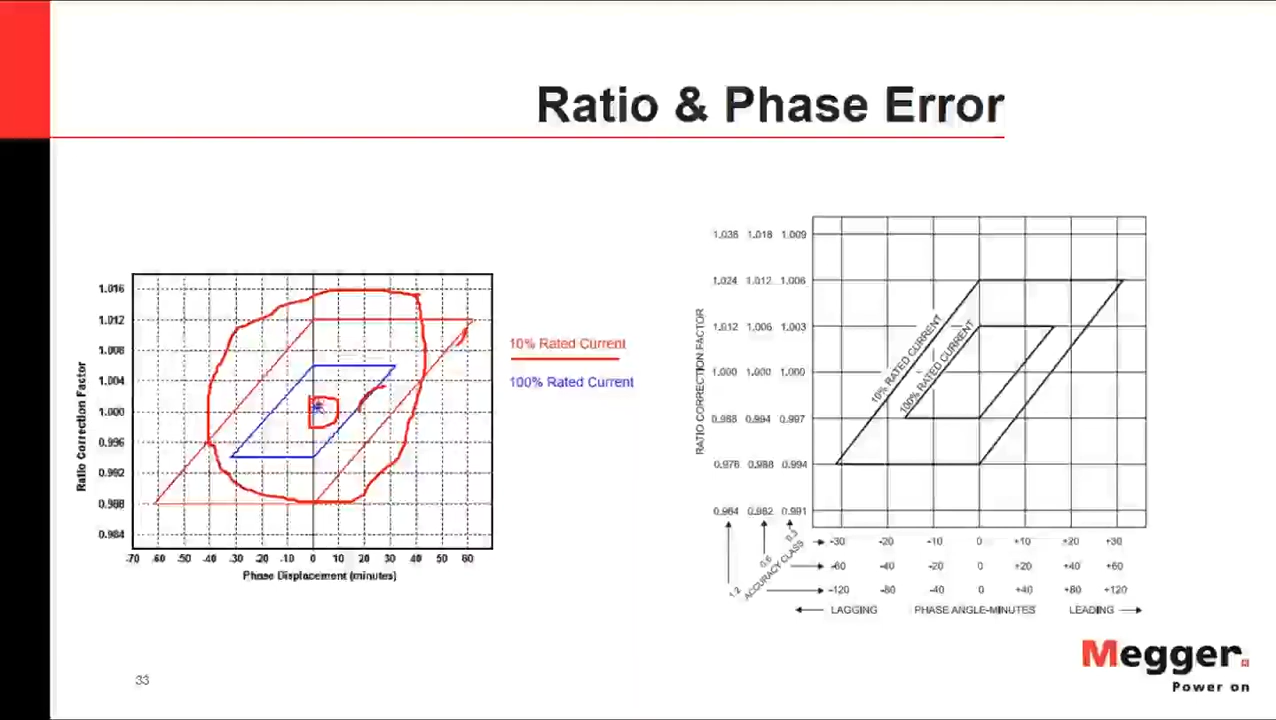 Ratio & Phase Error
1.016
1.012
1.008
1.004
1.000
0.996
0.992
0.988
0.984
Ratio Correction Factor
-70 -60 -50 -40 -30 -20 -10 0 10 20 30 40 50 60
Phase Displacement (minutes)
10% Rated Current
100% Rated Current
RATIO CORRECTION FACTOR
1.036 1.018 1.009
1.024 1.012 1.006
1.012 1.006 1.003
1.000 1.000 1.000
0.988 0.994 0.997
0.976 0.988 0.994
0.964 0.982 0.991
10% RATED CURRENT
100% RATED CURRENT
0.3
0.6
1.2
ACCURACY CLASS
-30 -20 -10 0 +10 +20 +30
-60 -40 -20 0 +20 +40 +60
-120 -80 -40 0 +40 +80 +120
LAGGING PHASE ANGLE-MINUTES LEADING
Megger
Power on
33